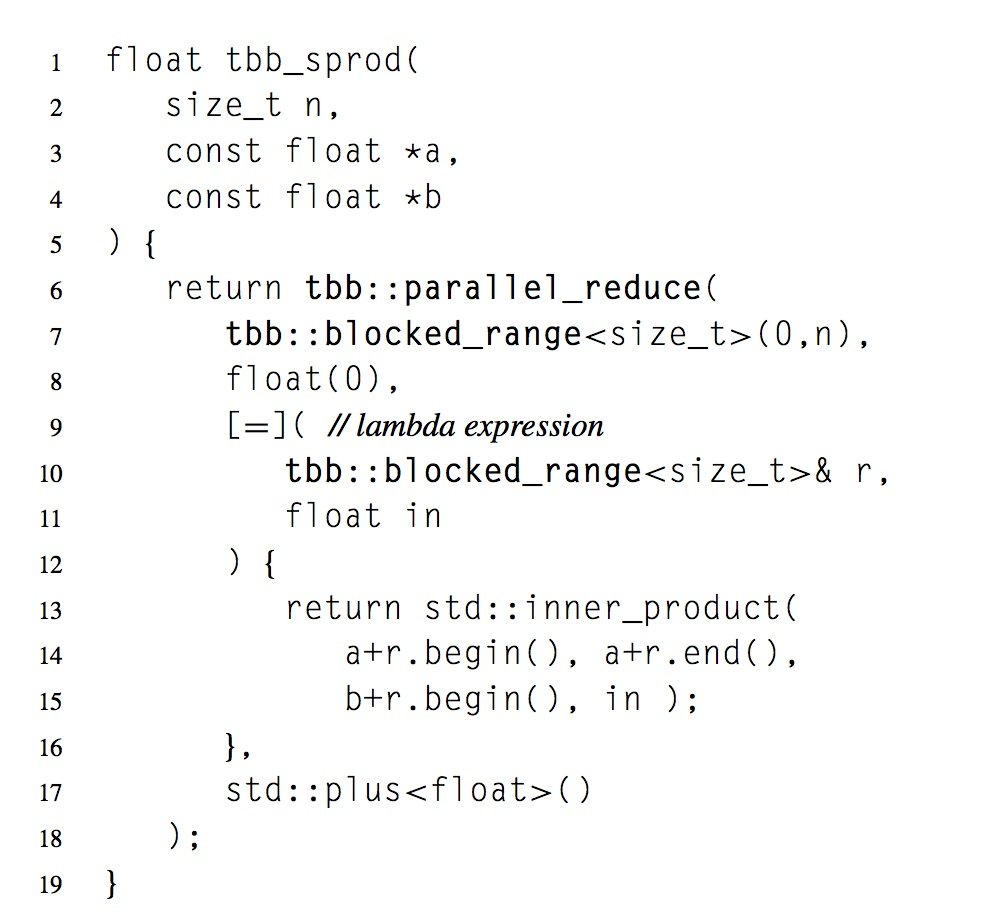 1 float tbb_sprod(
2 size_t n,
3 const float *a,
4 const float *b
5 ) {
6 return tbb::parallel_reduce(
7 tbb::blocked_range<size_t>(0,n),
8 float(0),
9 [=]( // lambda expression
10 tbb::blocked_range<size_t>& r,
11 float in
12 ) {
13 return std::inner_product(
14 a+r.begin(), a+r.end(),
15 b+r.begin(), in );
16 },
17 std::plus<float>()
18 );
19 }